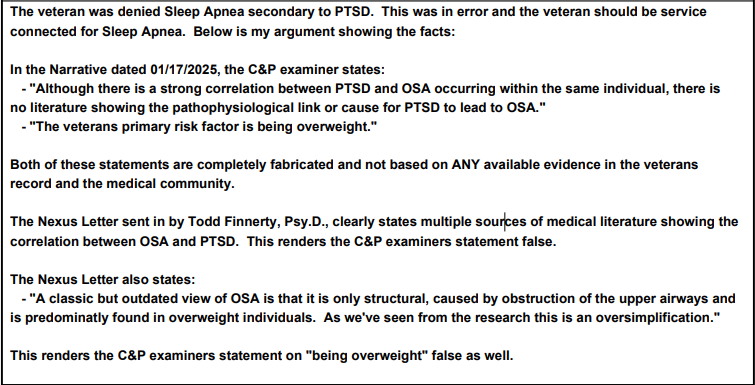 The veteran was denied Sleep Apnea secondary to PTSD.  This was in error and the veteran should be service
connected for Sleep Apnea.  Below is my argument showing the facts:
In the Narrative dated 01/17/2025, the C&P examiner states:
- "Although there is a strong correlation between PTSD and OSA occurring within the same individual, there is
no literature showing the pathophysiological link or cause for PTSD to lead to OSA."
- "The veterans primary risk factor is being overweight."
Both of these statements are completely fabricated and not based on ANY available evidence in the veterans
record and the medical community.
The Nexus Letter sent in by Todd Finnerty, Psy.D., clearly states multiple sources of medical literature showing the
correlation between OSA and PTSD.  This renders the C&P examiners statement false.
The Nexus Letter also states:
- "A classic but outdated view of OSA is that it is only structural, caused by obstruction of the upper airways and
is predominatly found in overweight individuals.  As we've seen from the research this is an oversimplification."
This renders the C&P examiners statement on "being overweight" false as well.